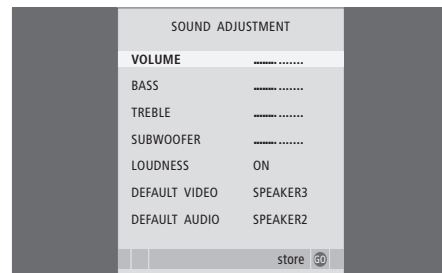 SOUND ADJUSTMENT
VOLUME ...............
BASS ...............
TREBLE ...............
SUBWOOFER ...............
LOUDNESS ON
DEFAULT VIDEO SPEAKER3
DEFAULT AUDIO SPEAKER2
store GO